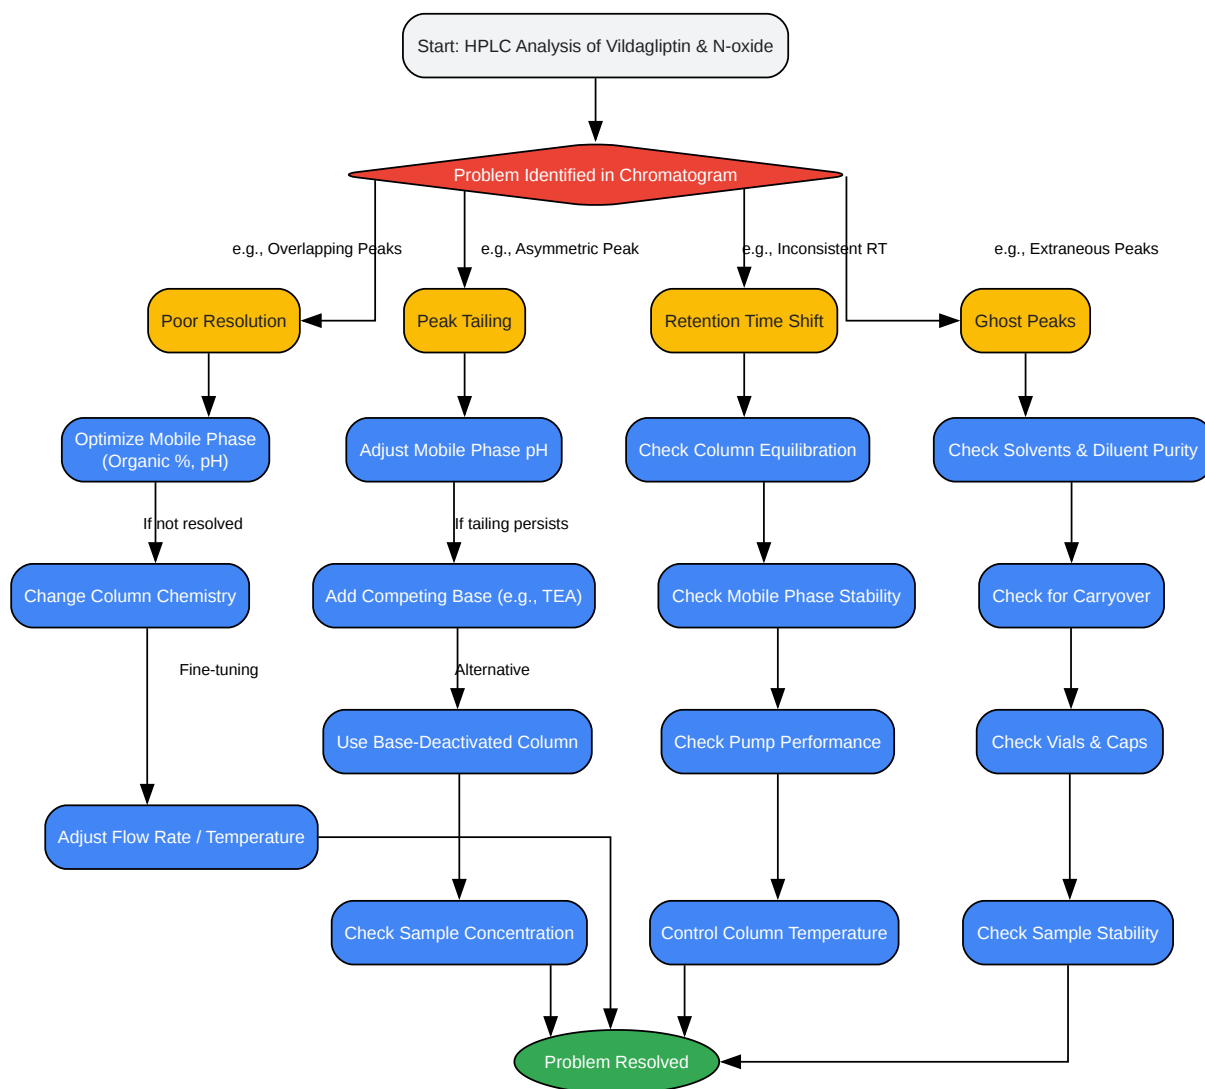 Start: HPLC Analysis of Vildagliptin & N-oxide
Problem Identified in Chromatogram
e.g., Overlapping Peaks
e.g., Asymmetric Peak
e.g., Inconsistent RT
e.g., Extraneous Peaks
Poor Resolution
Peak Tailing
Retention Time Shift
Ghost Peaks
Optimize Mobile Phase
(Organic %, pH)
Adjust Mobile Phase pH
Check Column Equilibration
Check Solvents & Diluent Purity
If not resolved
If tailing persists
Change Column Chemistry
Add Competing Base (e.g., TEA)
Check Mobile Phase Stability
Check for Carryover
Fine-tuning
Alternative
Use Base-Deactivated Column
Check Pump Performance
Check Vials & Caps
Adjust Flow Rate / Temperature
Check Sample Concentration
Control Column Temperature
Check Sample Stability
Problem Resolved